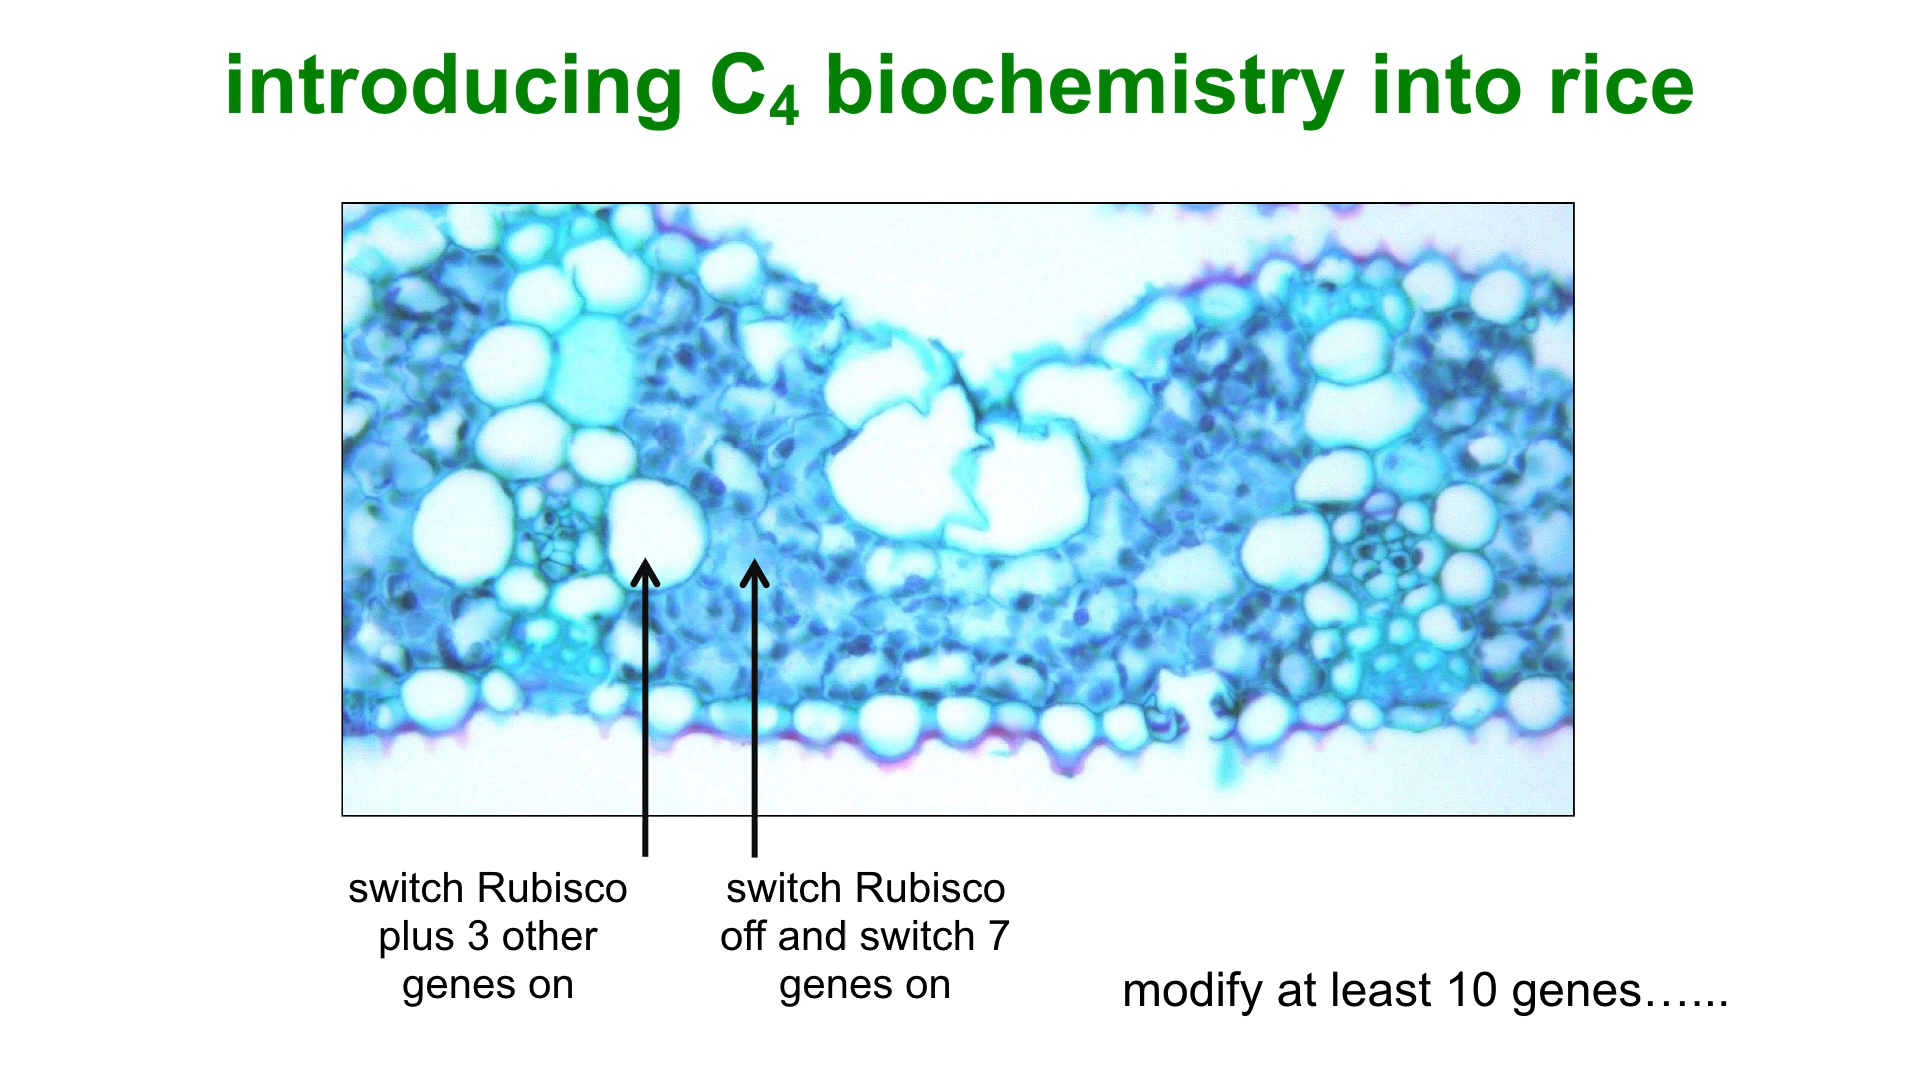 introducing C₄ biochemistry into rice
switch Rubisco
plus 3 other
genes on
switch Rubisco
off and switch 7
genes on
modify at least 10 genes…...